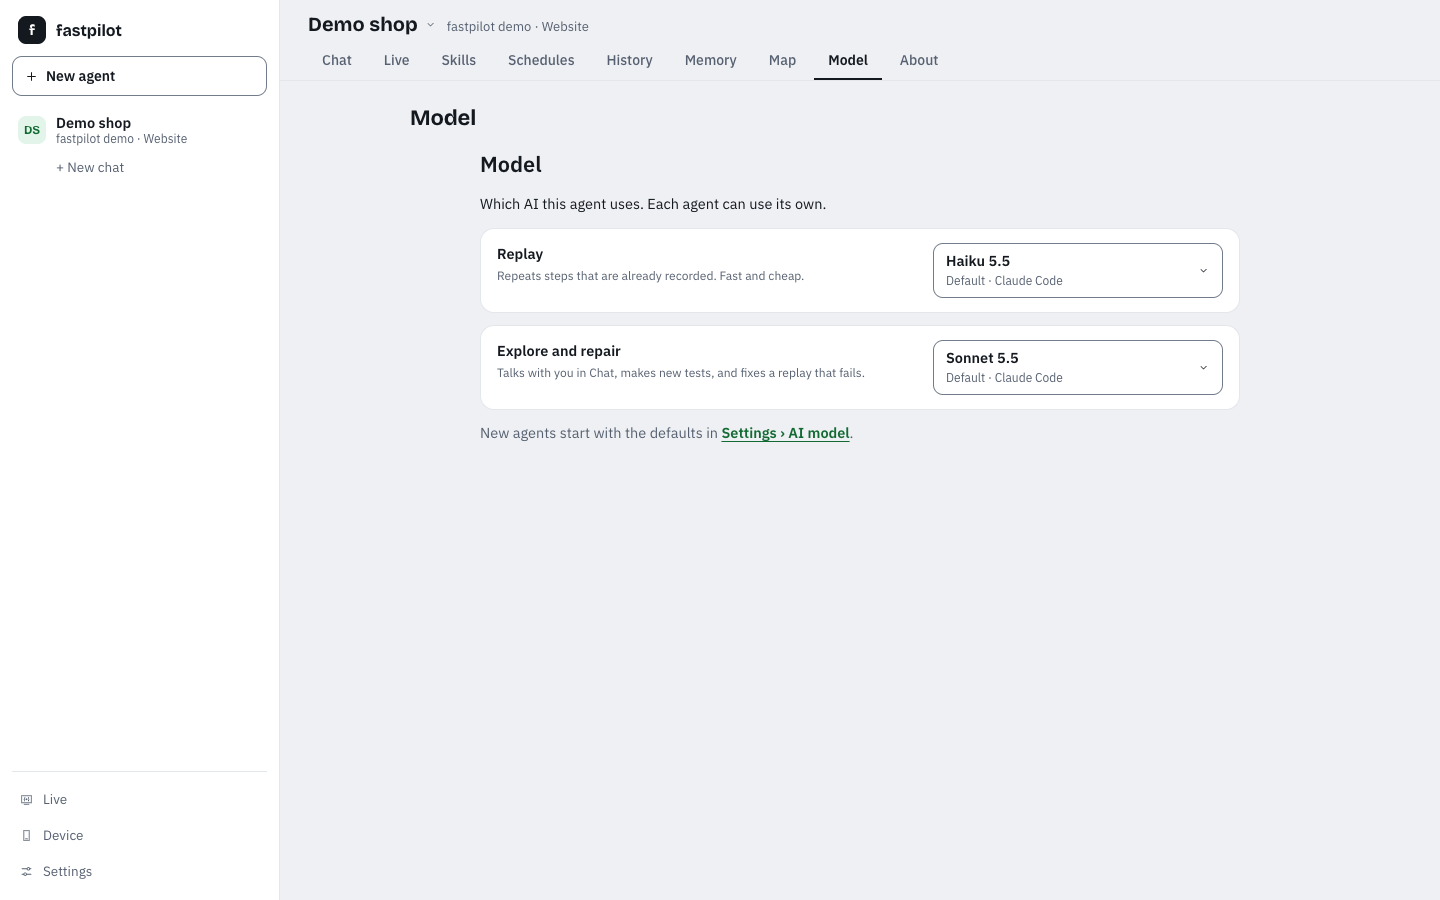 f fastpilot
+ New agent
DS Demo shop
fastpilot demo · Website
+ New chat
Live
Device
Settings
Demo shop fastpilot demo · Website
Chat Live Skills Schedules History Memory Map Model About
Model
Model
Which AI this agent uses. Each agent can use its own.
Replay
Repeats steps that are already recorded. Fast and cheap.
Haiku 5.5
Default · Claude Code
Explore and repair
Talks with you in Chat, makes new tests, and fixes a replay that fails.
Sonnet 5.5
Default · Claude Code
New agents start with the defaults in Settings › AI model.